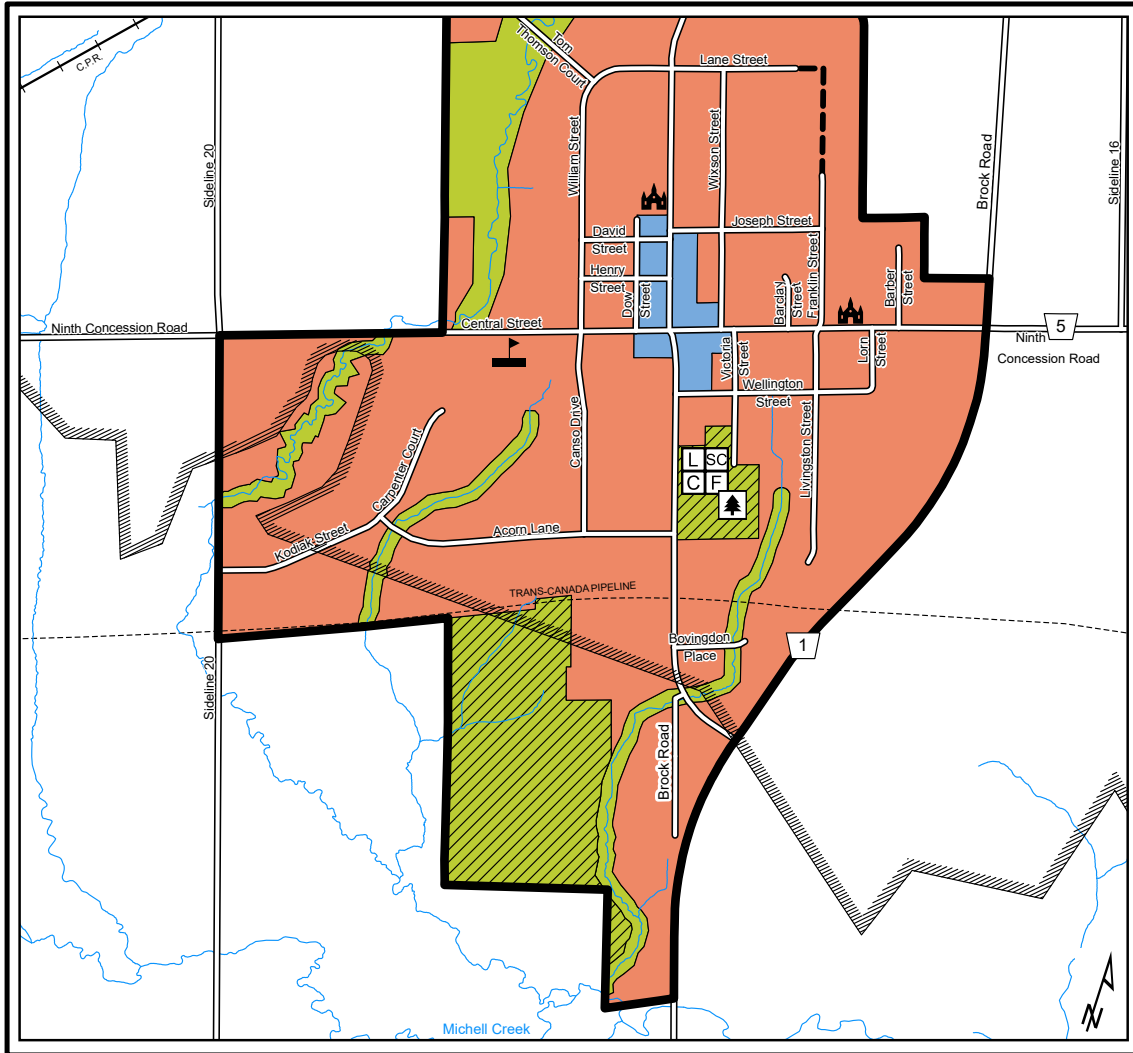 C.P.R.
Tom
Thomson Court
Lane Street
William Street
Wixson Street
Brock Road
Sideline 20
Sideline 16
David
Street
Joseph Street
Franklin Street
Henry
Street
Dow
Street
Barclay
Street
Barber
Street
Ninth Concession Road
Central Street
5
Ninth
Concession Road
Victoria
Street
Lorn
Street
Wellington
Street
Canso Drive
Carpenter Court
L
SC
C
F
Livingston Street
Kodiak Street
Acorn Lane
TRANS-CANADA PIPELINE
Bovingdon
Place
1
Sideline 20
Brock Road
Michell Creek
N